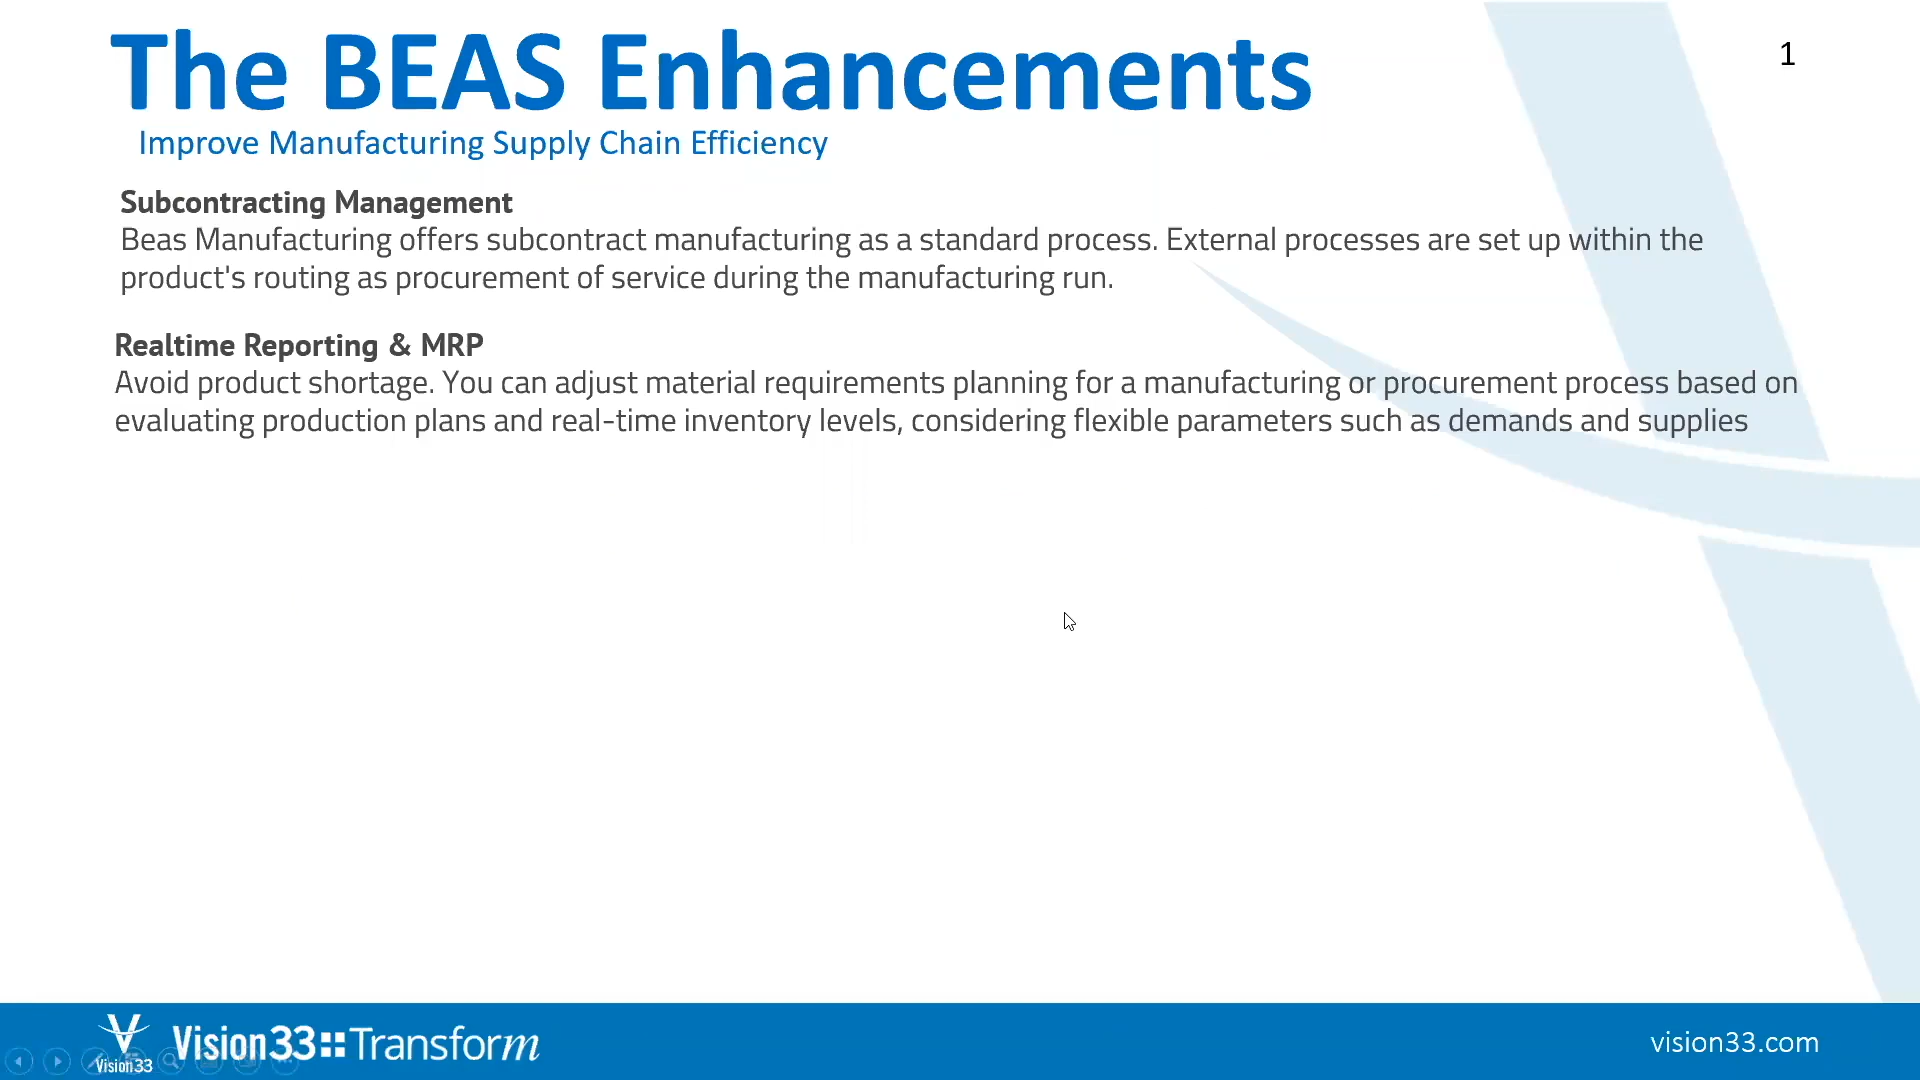 The BEAS Enhancements
1
Improve Manufacturing Supply Chain Efficiency
Subcontracting Management
Beas Manufacturing offers subcontract manufacturing as a standard process. External processes are set up within the
product's routing as procurement of service during the manufacturing run.
Realtime Reporting & MRP
Avoid product shortage. You can adjust material requirements planning for a manufacturing or procurement process based on
evaluating production plans and real-time inventory levels, considering flexible parameters such as demands and supplies
Vision33
Vision33::Transform
vision33.com